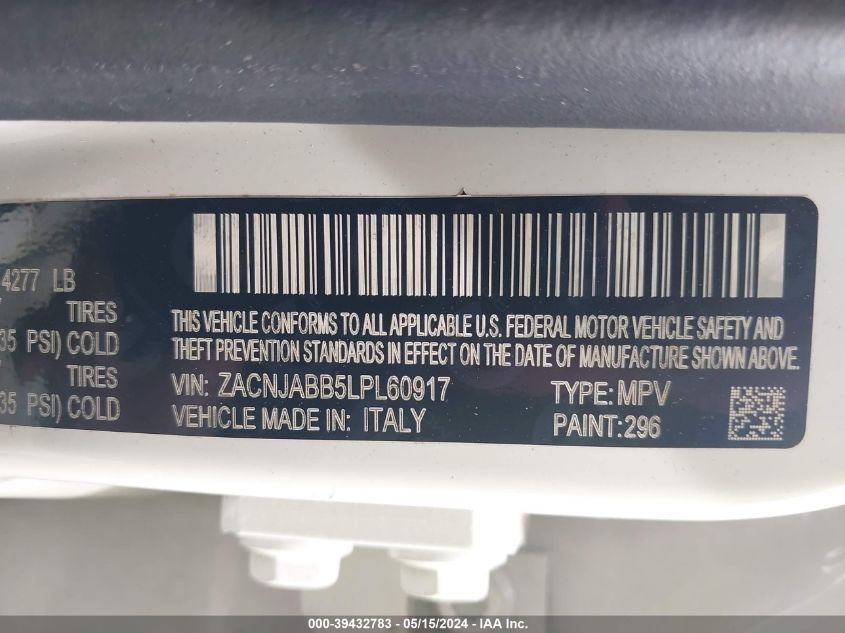 4277 LB
TIRES
35 PSI) COLD
TIRES
35 PSI) COLD
THIS VEHICLE CONFORMS TO ALL APPLICABLE U.S. FEDERAL MOTOR VEHICLE SAFETY AND
THEFT PREVENTION STANDARDS IN EFFECT ON THE DATE OF MANUFACTURE SHOWN ABOVE.
VIN: ZACNJABB5LPL60917 TYPE: MPV
VEHICLE MADE IN: ITALY PAINT: 296
000-39432783 - 05/15/2024 - IAA Inc.